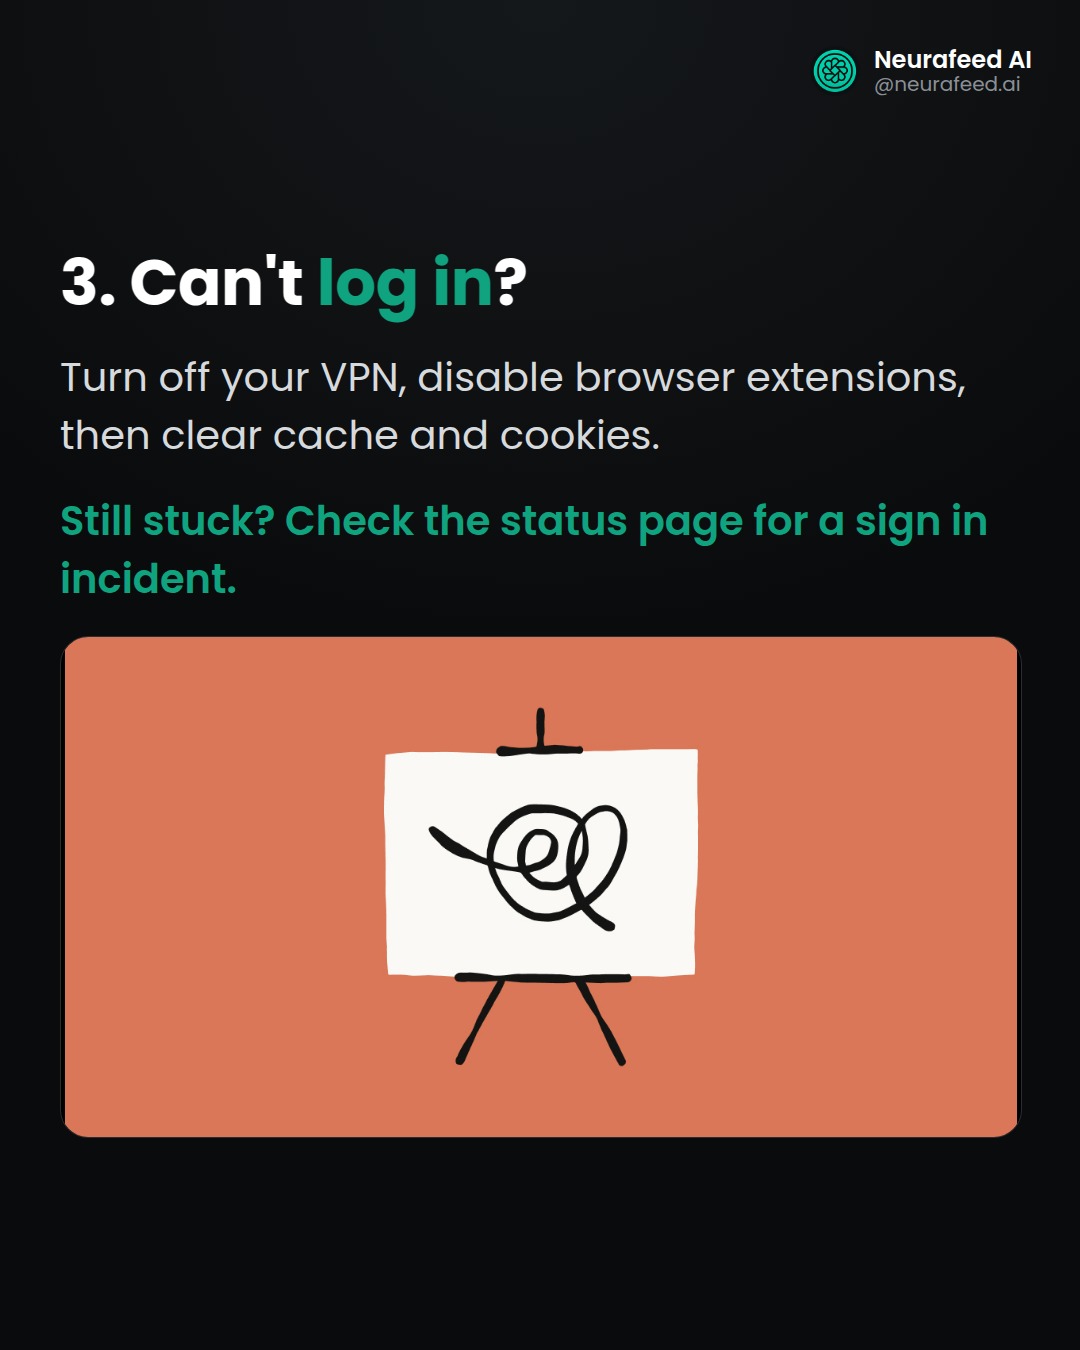 Neurafeed AI
@neurafeed.ai
3. Can't log in?
Turn off your VPN, disable browser extensions,
then clear cache and cookies.
Still stuck? Check the status page for a sign in
incident.